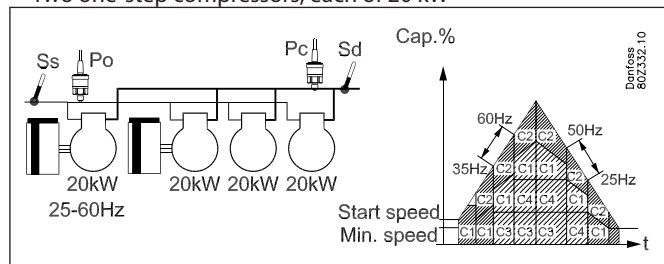 Two one-step compressors, each of 20 kW
Ss
Po
Pc
Sd
20kW
20kW
20kW
20kW
25-60Hz
Cap.%
Danfoss
80Z332.10
60Hz
50Hz
35Hz
25Hz
C2 C2
C2 C1 C1 C2
C2 C1 C4 C4 C1 C2
C1 C1 C3 C3 C3 C4 C1
Start speed
Min. speed
t